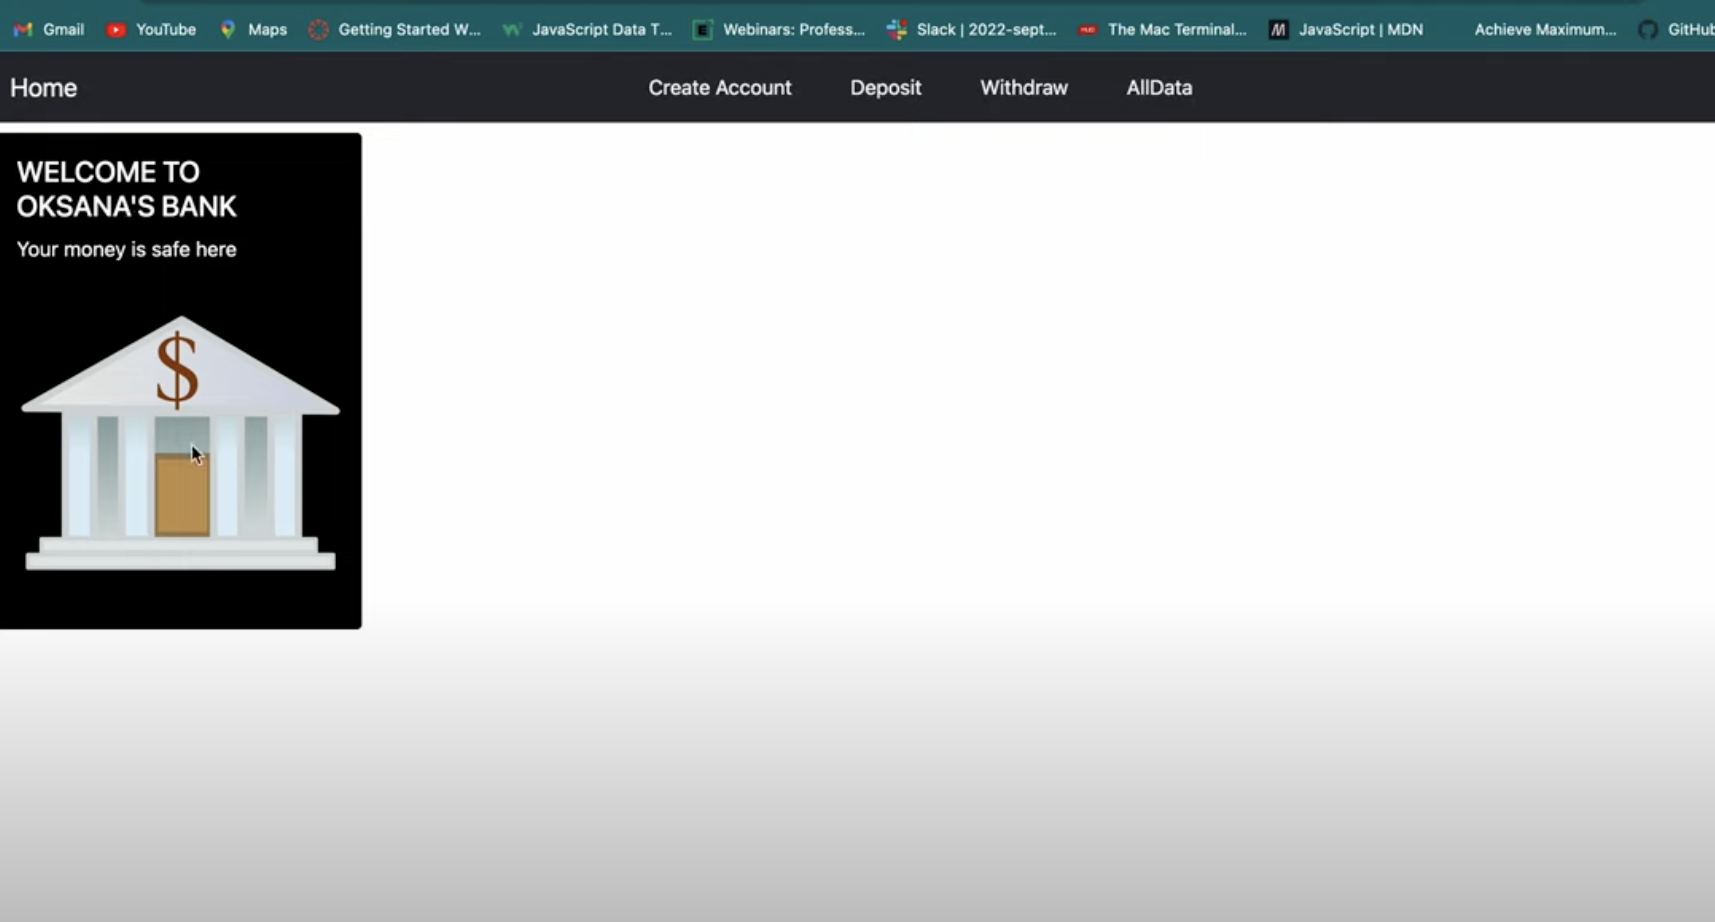 Gmail YouTube Maps Getting Started W... JavaScript Data T... Webinars: Profess... Slack | 2022-sept... The Mac Terminal... JavaScript | MDN Achieve Maximum... GitHub
Home Create Account Deposit Withdraw AllData
WELCOME TO
OKSANA'S BANK
Your money is safe here
$